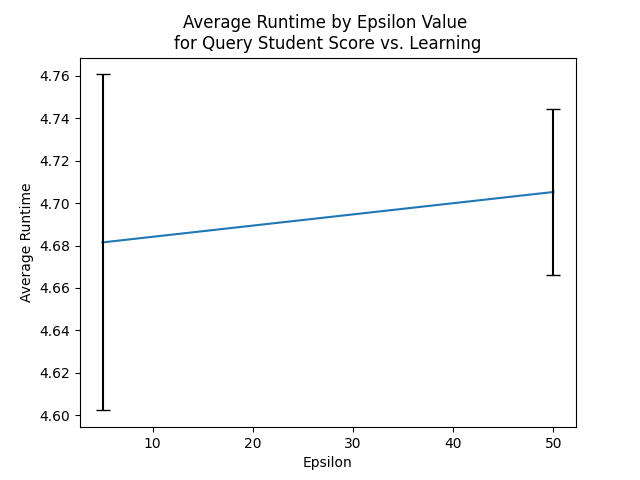 Average Runtime by Epsilon Value
for Query Student Score vs. Learning
4.76
4.74
4.72
4.70
4.68
4.66
4.64
4.62
4.60
Average Runtime
10 20 30 40 50
Epsilon